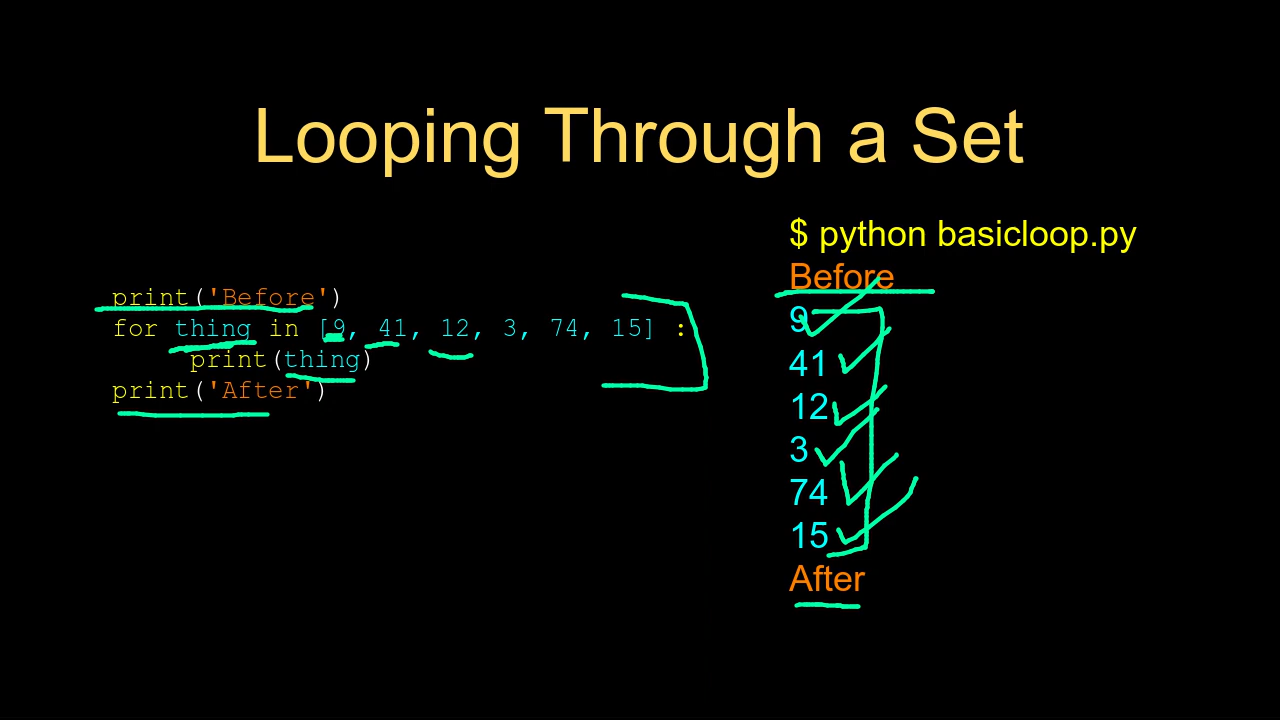 Looping Through a Set
print('Before')
for thing in [9, 41, 12, 3, 74, 15] :
    print(thing)
print('After')
$ python basicloop.py
Before
9
41
12
3
74
15
After